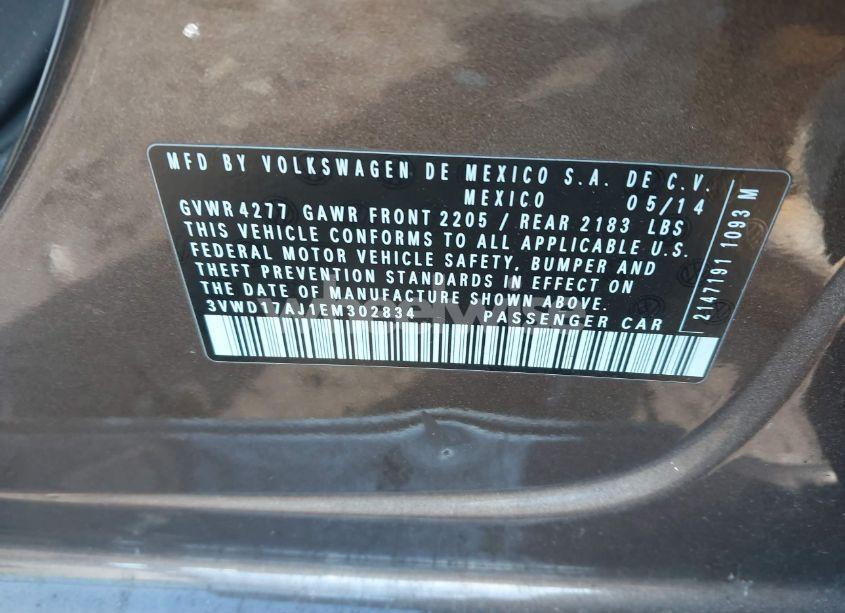 MFD BY VOLKSWAGEN DE MEXICO S.A. DE C.V.
MEXICO 05/14
GVWR 4277 GAWR FRONT 2205 / REAR 2183 LBS
THIS VEHICLE CONFORMS TO ALL APPLICABLE U.S.
FEDERAL MOTOR VEHICLE SAFETY, BUMPER AND
THEFT PREVENTION STANDARDS IN EFFECT ON
THE DATE OF MANUFACTURE SHOWN ABOVE.
3VWD17AJ1EM302834 PASSENGER CAR
2147191 1093 M